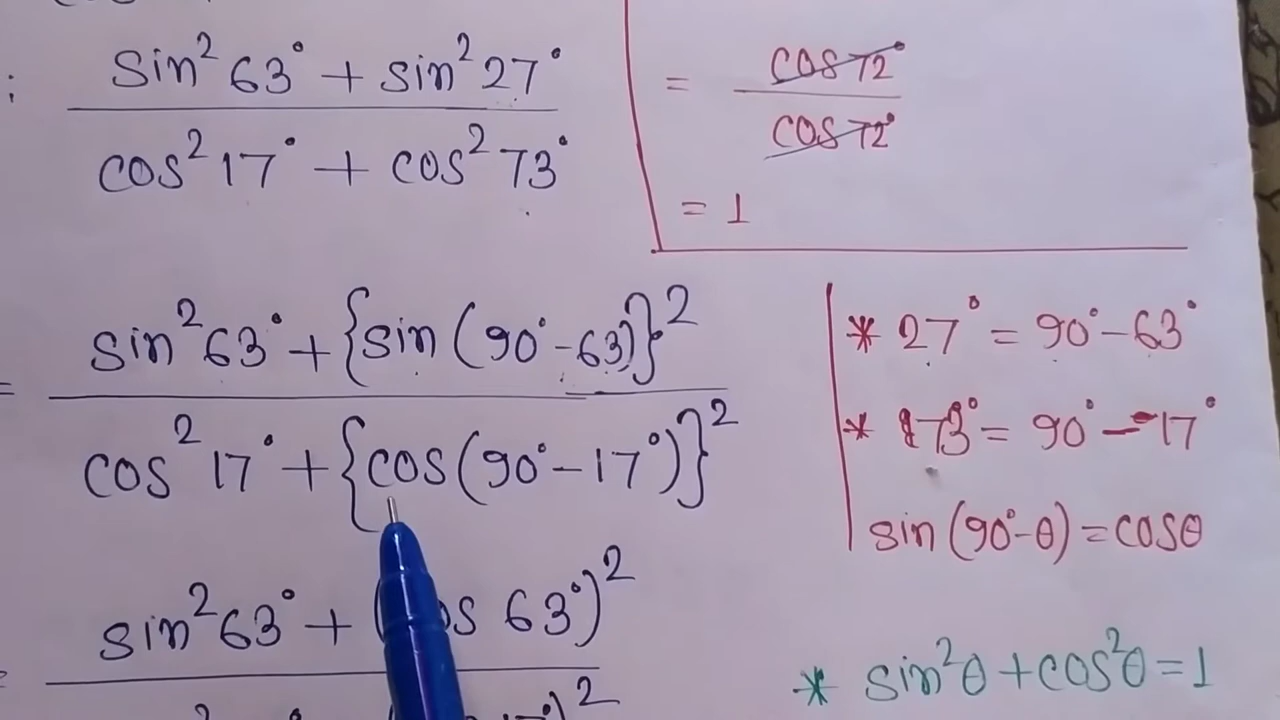 : sin²63° + sin²27°
cos²17° + cos²73°
= cos72°
cos72°
= 1
= sin²63° + {sin(90° - 63)}²
cos²17° + {cos(90° - 17°)}²
* 27° = 90° - 63°
* 73° = 90° - 17°
sin(90° - θ) = cosθ
* sin²θ + cos²θ = 1
= sin²63° + ( 63°)²